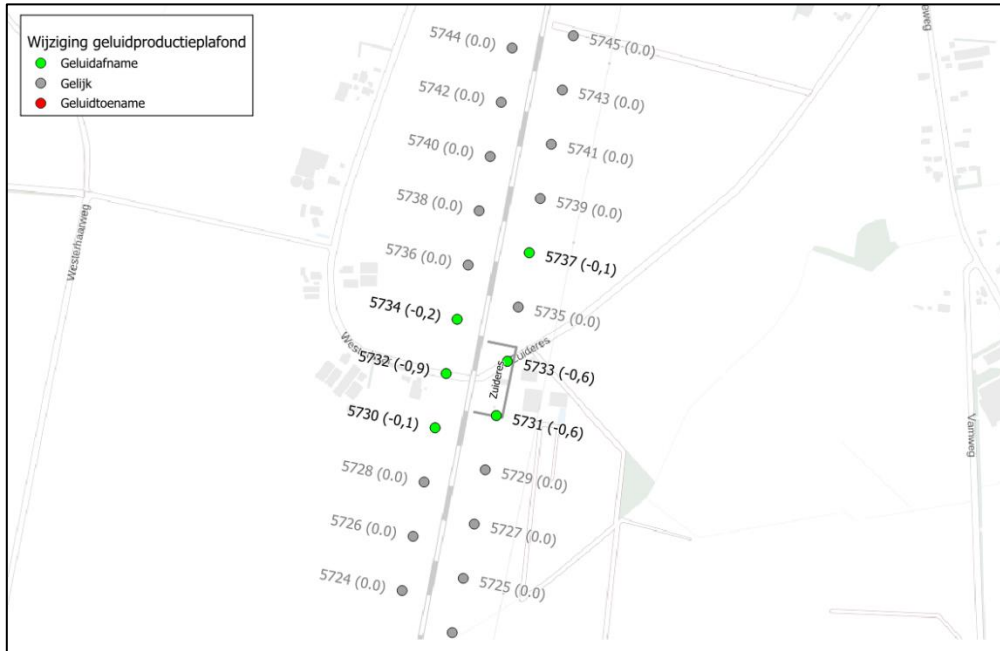 Wijziging geluidproductieplafond
Geluidafname
Gelijk
Geluidtoename
5744 (0.0)
5745 (0.0)
5742 (0.0)
5743 (0.0)
5740 (0.0)
5741 (0.0)
5738 (0.0)
5739 (0.0)
5736 (0.0)
5737 (-0,1)
5734 (-0,2)
5735 (0.0)
5732 (-0,9)
5733 (-0,6)
5730 (-0,1)
5731 (-0,6)
5728 (0.0)
5729 (0.0)
5726 (0.0)
5727 (0.0)
5724 (0.0)
5725 (0.0)
Westerhaarweg
Zuideres
Zuideres
Vamweg